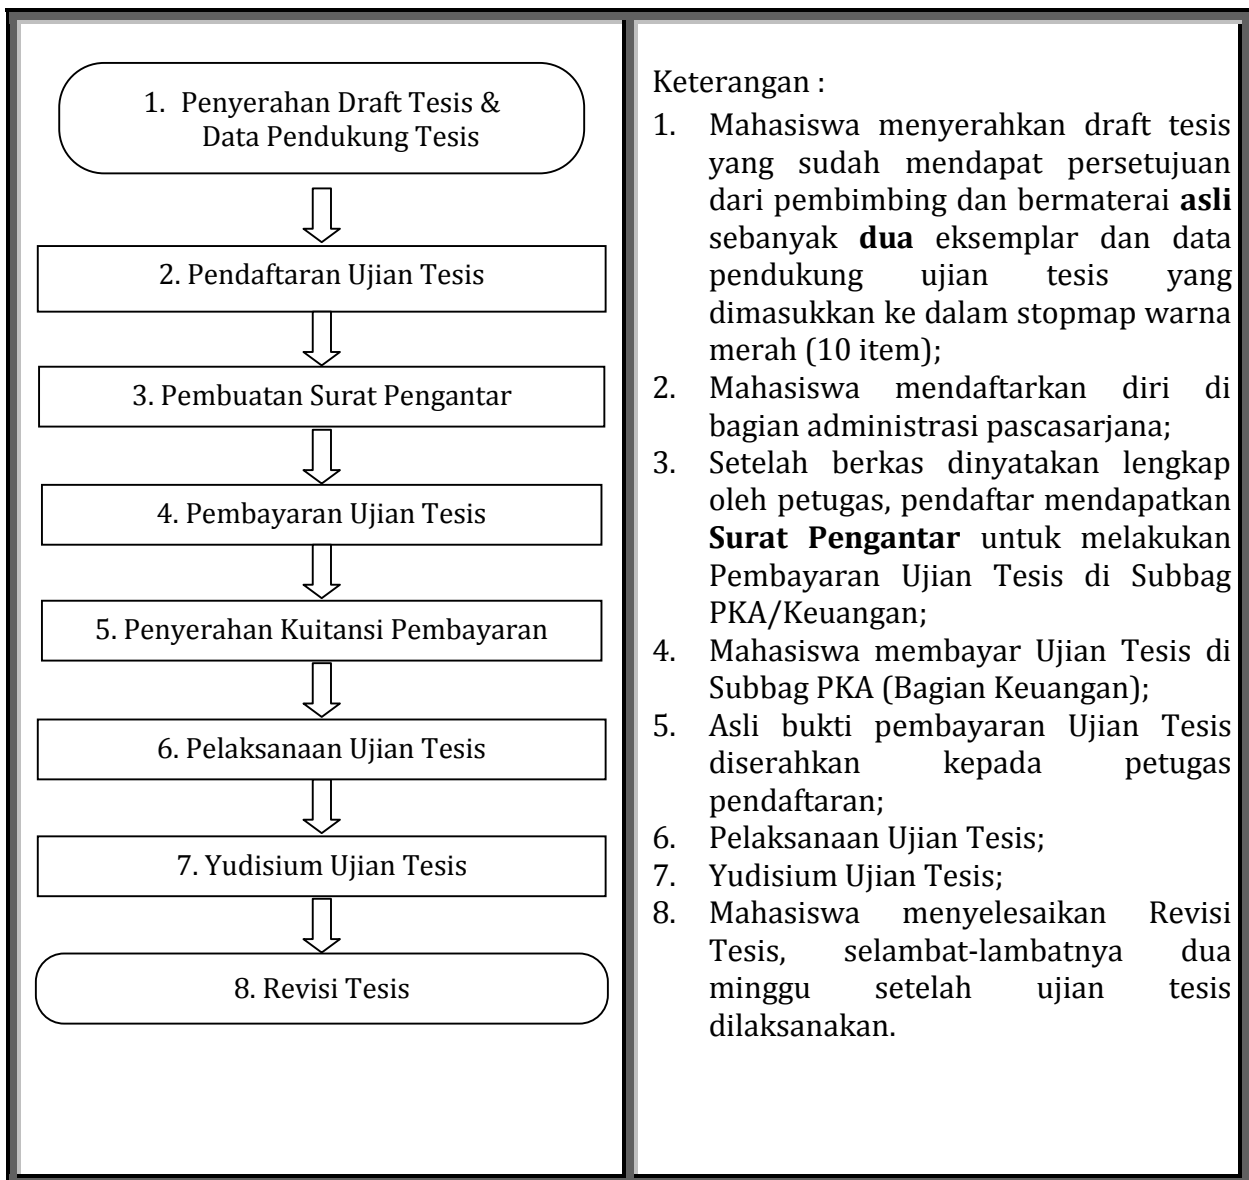 1. Penyerahan Draft Tesis &
Data Pendukung Tesis
2. Pendaftaran Ujian Tesis
3. Pembuatan Surat Pengantar
4. Pembayaran Ujian Tesis
5. Penyerahan Kuitansi Pembayaran
6. Pelaksanaan Ujian Tesis
7. Yudisium Ujian Tesis
8. Revisi Tesis
Keterangan :
1. Mahasiswa menyerahkan draft tesis
yang sudah mendapat persetujuan
dari pembimbing dan bermaterai asli
sebanyak dua eksemplar dan data
pendukung ujian tesis yang
dimasukkan ke dalam stopmap warna
merah (10 item);
2. Mahasiswa mendaftarkan diri di
bagian administrasi pascasarjana;
3. Setelah berkas dinyatakan lengkap
oleh petugas, pendaftar mendapatkan
Surat Pengantar untuk melakukan
Pembayaran Ujian Tesis di Subbag
PKA/Keuangan;
4. Mahasiswa membayar Ujian Tesis di
Subbag PKA (Bagian Keuangan);
5. Asli bukti pembayaran Ujian Tesis
diserahkan kepada petugas
pendaftaran;
6. Pelaksanaan Ujian Tesis;
7. Yudisium Ujian Tesis;
8. Mahasiswa menyelesaikan Revisi
Tesis, selambat-lambatnya dua
minggu setelah ujian tesis
dilaksanakan.